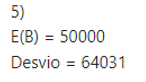 5)
E(B) = 50000
Desvio = 64031